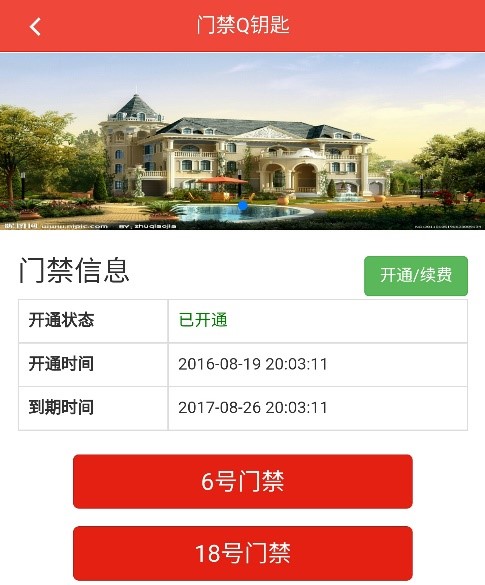 门禁Q钥匙
昵图网 www.nipic.com BY: zhuqiaojia
门禁信息
开通/续费
开通状态 已开通
开通时间 2016-08-19 20:03:11
到期时间 2017-08-26 20:03:11
6号门禁
18号门禁